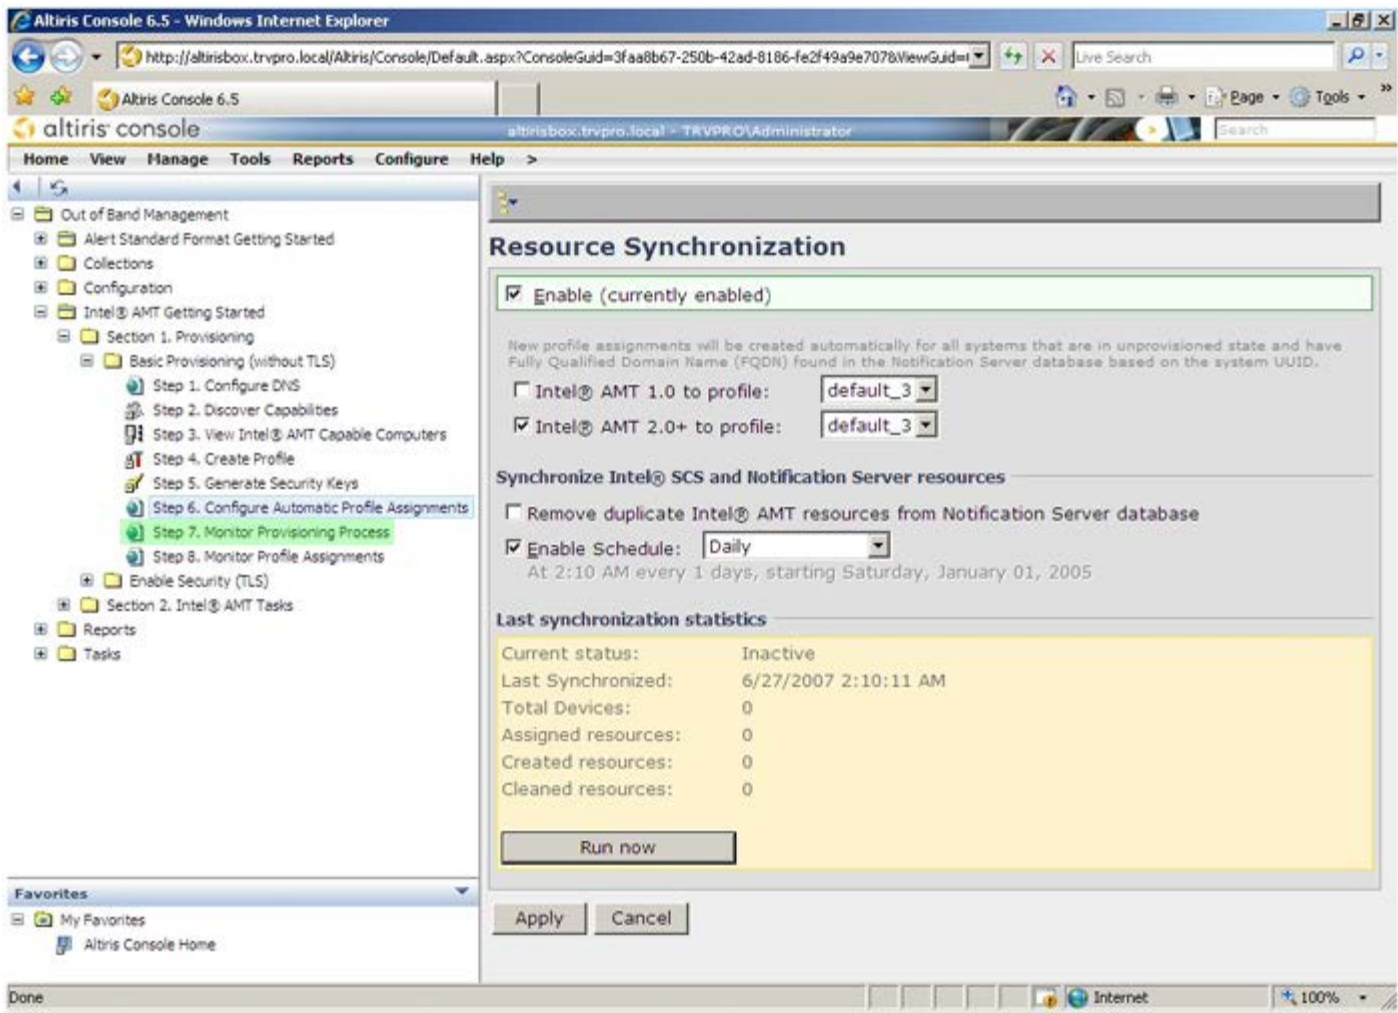 Altiris Console 6.5 - Windows Internet Explorer
http://altirisbox.trvpro.local/Altiris/Console/Default.aspx?ConsoleGuid=3faa8b67-250b-42ad-8186-fe2f49a9e707&ViewGuid=
Live Search
Altiris Console 6.5
Page
Tools
altiris console
altirisbox.trvpro.local - TRVPRO\Administrator
Search
Home View Manage Tools Reports Configure Help >
Out of Band Management
Alert Standard Format Getting Started
Collections
Configuration
Intel® AMT Getting Started
Section 1. Provisioning
Basic Provisioning (without TLS)
Step 1. Configure DNS
Step 2. Discover Capabilities
Step 3. View Intel® AMT Capable Computers
Step 4. Create Profile
Step 5. Generate Security Keys
Step 6. Configure Automatic Profile Assignments
Step 7. Monitor Provisioning Process
Step 8. Monitor Profile Assignments
Enable Security (TLS)
Section 2. Intel® AMT Tasks
Reports
Tasks
Favorites
My Favorites
Altiris Console Home
Resource Synchronization
Enable (currently enabled)
New profile assignments will be created automatically for all systems that are in unprovisioned state and have
Fully Qualified Domain Name (FQDN) found in the Notification Server database based on the system UUID.
Intel® AMT 1.0 to profile: default_3
Intel® AMT 2.0+ to profile: default_3
Synchronize Intel® SCS and Notification Server resources
Remove duplicate Intel® AMT resources from Notification Server database
Enable Schedule: Daily
At 2:10 AM every 1 days, starting Saturday, January 01, 2005
Last synchronization statistics
Current status: Inactive
Last Synchronized: 6/27/2007 2:10:11 AM
Total Devices: 0
Assigned resources: 0
Created resources: 0
Cleaned resources: 0
Run now
Apply Cancel
Done
Internet
100%